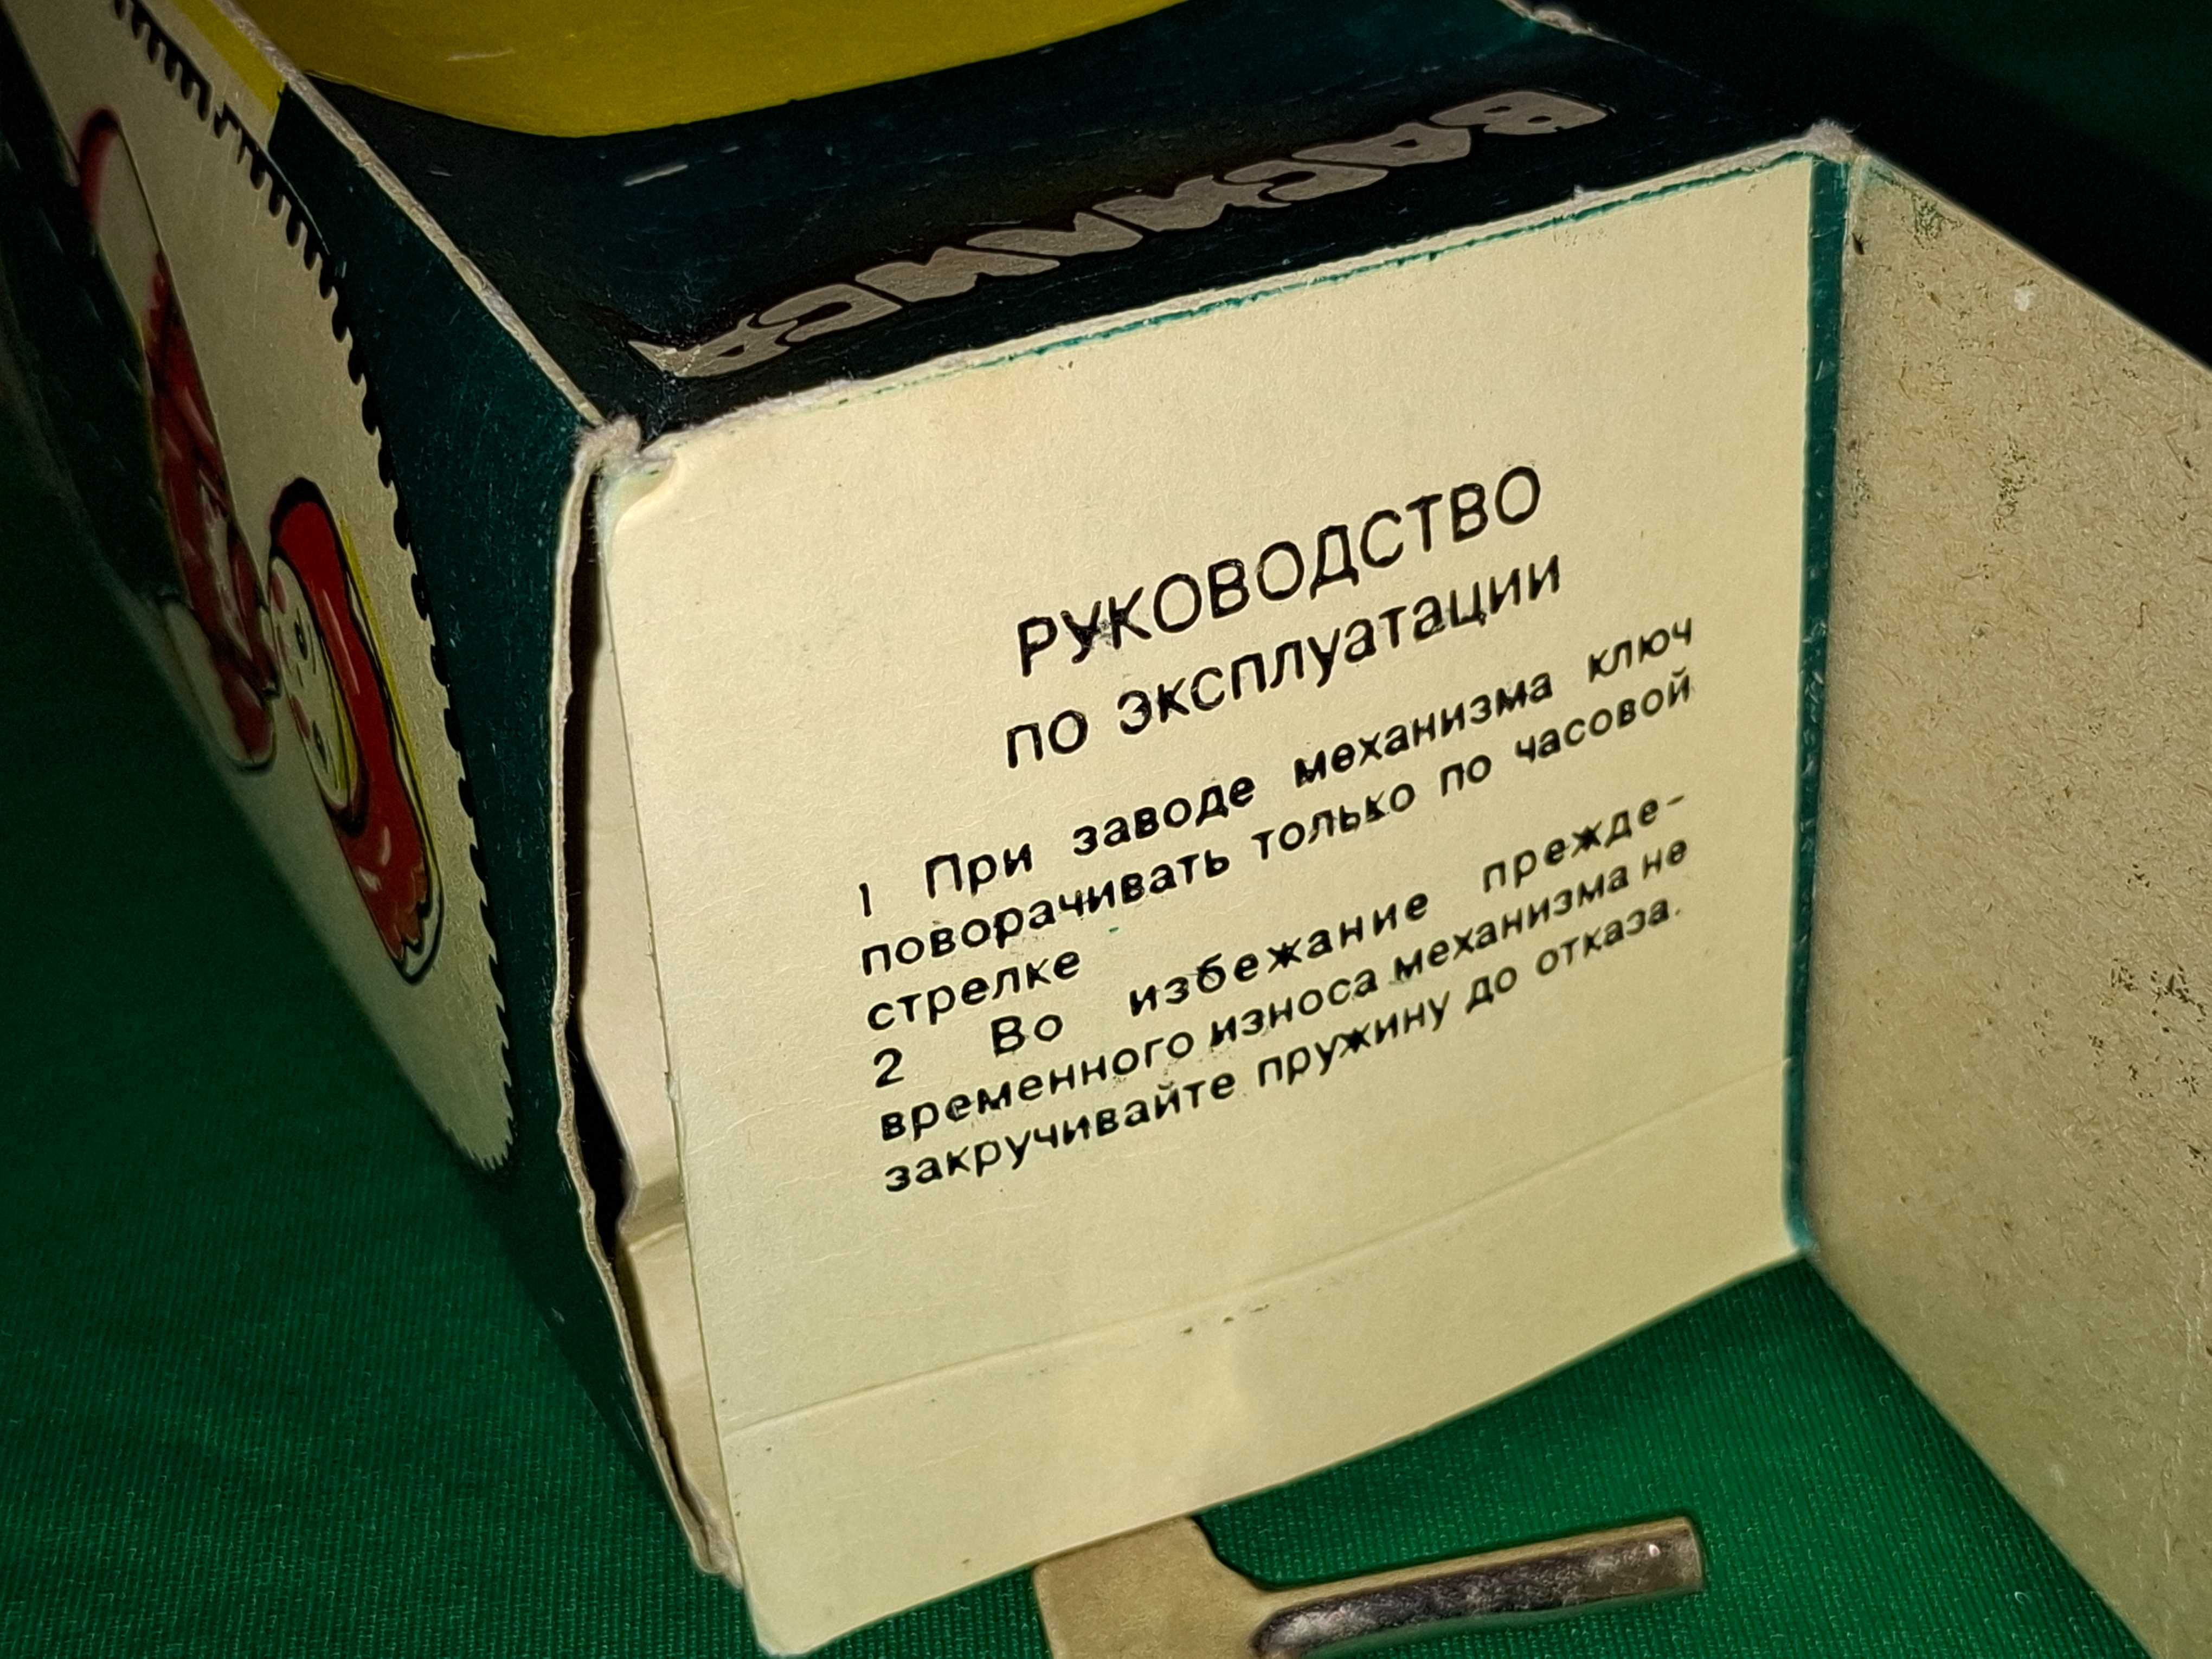 ВАСИЛИСА
РУКОВОДСТВО
по эксплуатации
1 При заводе механизма ключ
поворачивать только по часовой
стрелке
2 Во избежание прежде-
временного износа механизма не
закручивайте пружину до отказа.